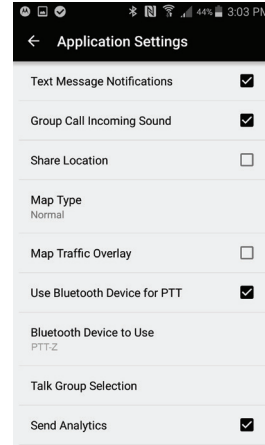 44% 3:03 PM
Application Settings
Text Message Notifications
Group Call Incoming Sound
Share Location
Map Type
Normal
Map Traffic Overlay
Use Bluetooth Device for PTT
Bluetooth Device to Use
PTT-Z
Talk Group Selection
Send Analytics